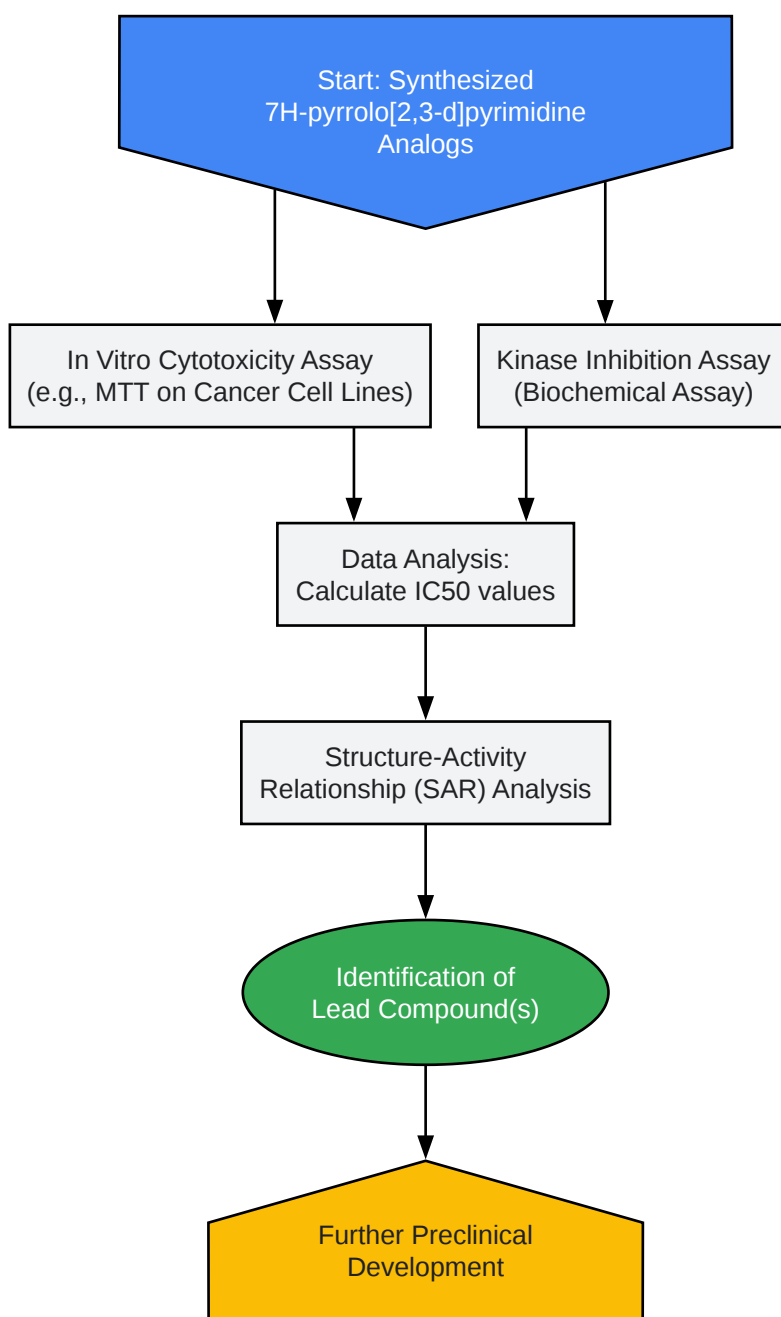 Start: Synthesized
7H-pyrrolo[2,3-d]pyrimidine
Analogs
In Vitro Cytotoxicity Assay
(e.g., MTT on Cancer Cell Lines)
Kinase Inhibition Assay
(Biochemical Assay)
Data Analysis:
Calculate IC50 values
Structure-Activity
Relationship (SAR) Analysis
Identification of
Lead Compound(s)
Further Preclinical
Development